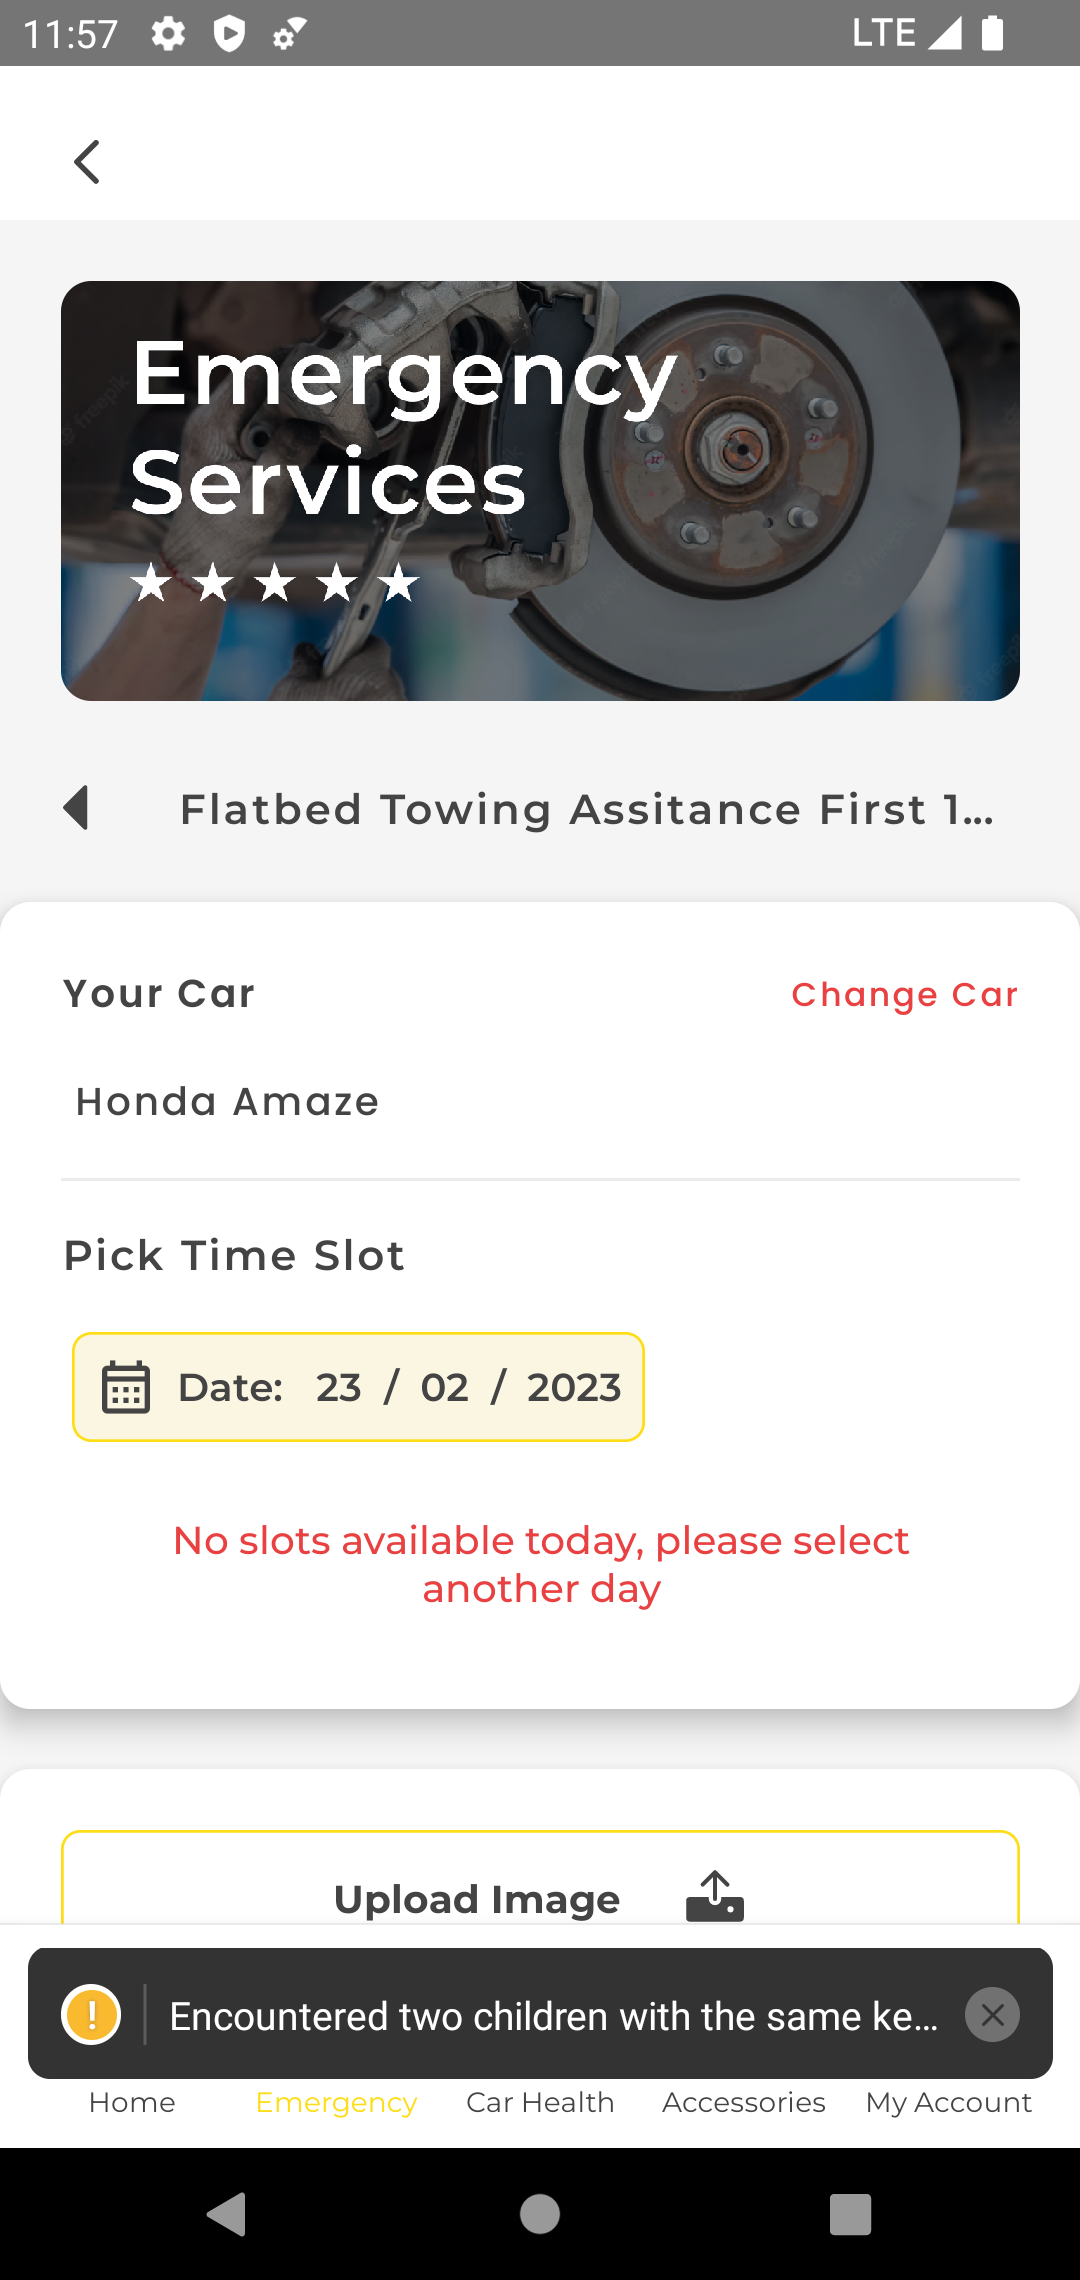 11:57
LTE
Emergency
Services
Flatbed Towing Assitance First 1...
Your Car
Change Car
Honda Amaze
Pick Time Slot
Date: 23 / 02 / 2023
No slots available today, please select
another day
Upload Image
! Encountered two children with the same ke...
Home
Emergency
Car Health
Accessories
My Account